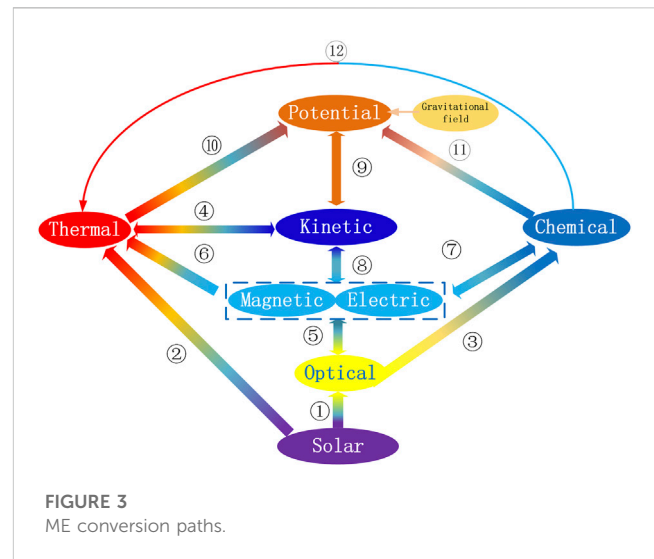 ⑫
Potential
Gravitational
field
⑩
⑪
⑨
④
Thermal
Kinetic
Chemical
⑥
⑧
⑦
Magnetic
Electric
⑤
②
③
Optical
①
Solar
FIGURE 3
ME conversion paths.